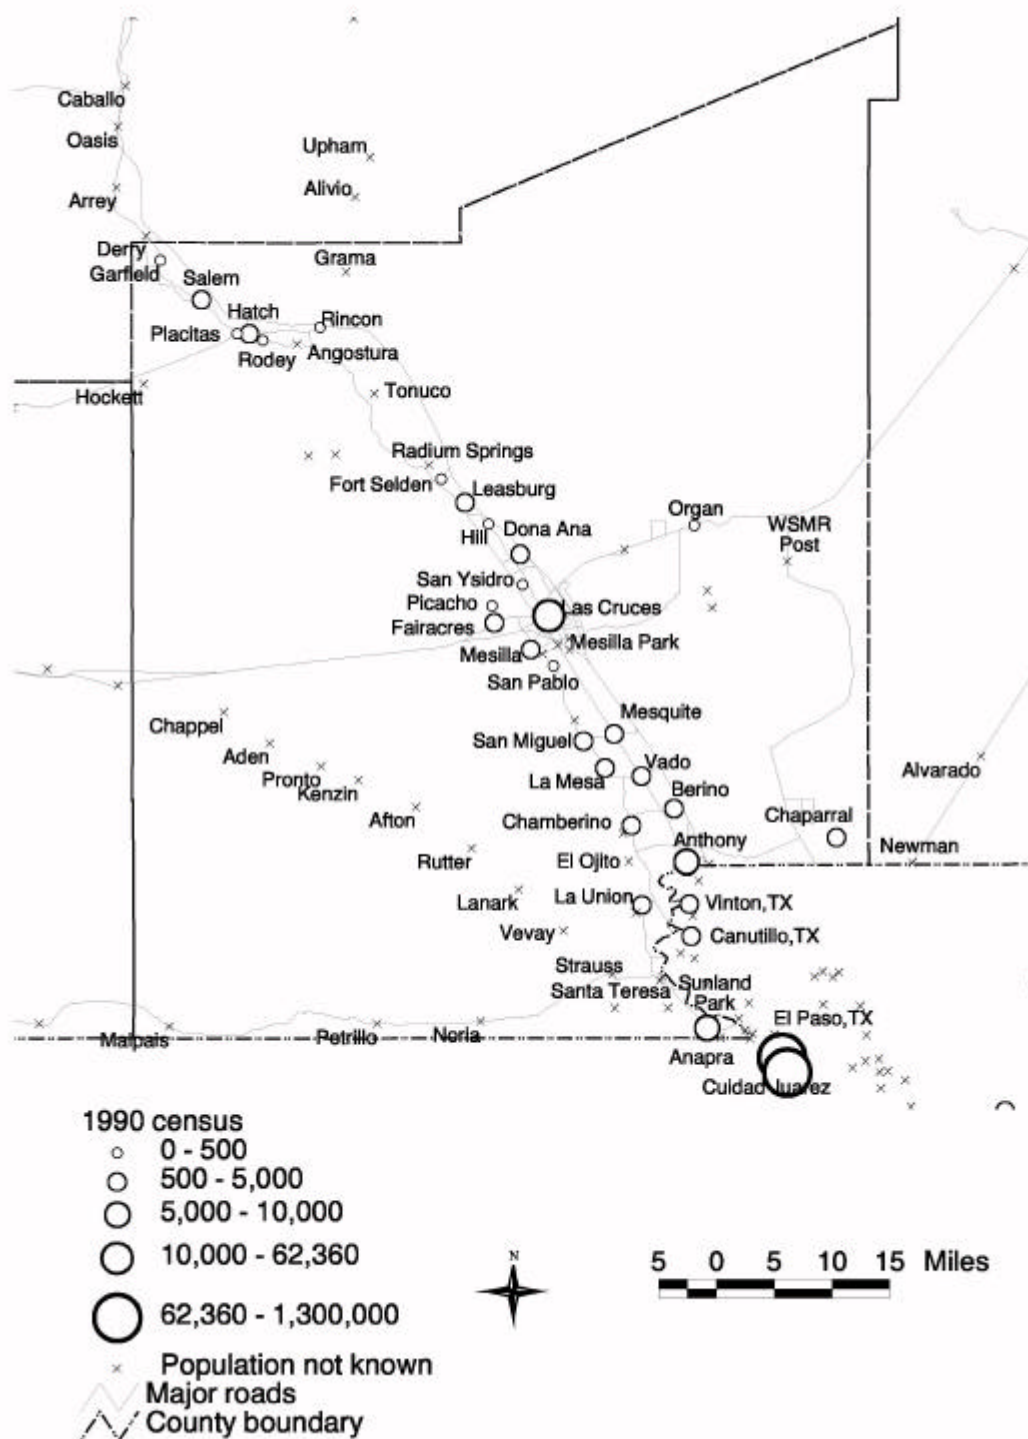 Caballo
Oasis
Upham
Alivio
Arrey
Derry
Garfield
Grama
Salem
Hatch
Placitas
Rincon
Rodey
Angostura
Hockett
Tonuco
Radium Springs
Fort Selden
Leasburg
Organ
WSMR
Post
Hill
Dona Ana
San Ysidro
Picacho
Las Cruces
Fairacres
Mesilla Park
Mesilla
San Pablo
Mesquite
Chappel
San Miguel
Aden
Vado
Pronto
La Mesa
Alvarado
Kenzin
Berino
Afton
Chamberino
Chaparral
Anthony
Newman
Rutter
El Ojito
Lanark
La Union
Vinton,TX
Vevay
Canutillo,TX
Strauss
Santa Teresa
Sunland
Park
El Paso,TX
Malpais
Petrillo
Noria
Anapra
Cuidad Juarez
1990 census
0 - 500
500 - 5,000
5,000 - 10,000
10,000 - 62,360
62,360 - 1,300,000
Population not known
Major roads
County boundary
N
5 0 5 10 15 Miles